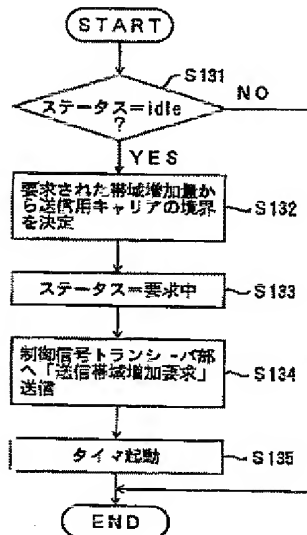 START
S131
ステータス=idle
?
NO
YES
要求された帯域増加量か
ら送信用キャリアの境界
を決定
S132
ステータス=要求中
S133
制御信号トランシーバ部
へ「送信帯域増加要求」
送信
S134
タイマ起動
S135
END